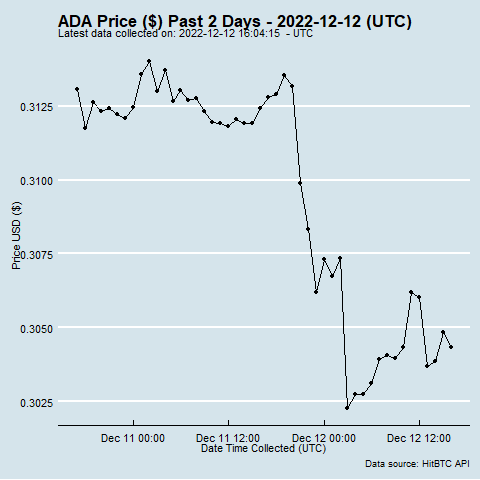 ADA Price ($) Past 2 Days - 2022-12-12 (UTC)
Latest data collected on: 2022-12-12 16:04:15  - UTC
Price USD ($)
0.3125
0.3100
0.3075
0.3050
0.3025
Dec 11 00:00
Dec 11 12:00
Dec 12 00:00
Dec 12 12:00
Date Time Collected (UTC)
Data source: HitBTC API